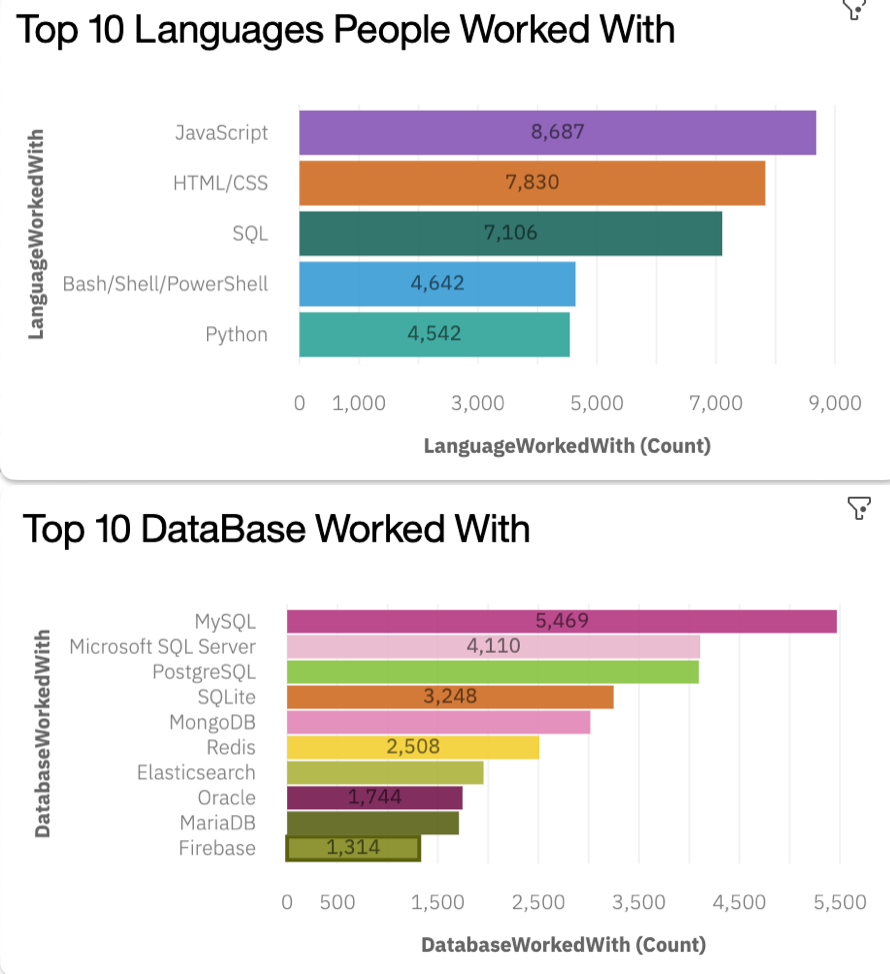 Top 10 Languages People Worked With
LanguageWorkedWith
JavaScript 8,687
HTML/CSS 7,830
SQL 7,106
Bash/Shell/PowerShell 4,642
Python 4,542
0 1,000 3,000 5,000 7,000 9,000
LanguageWorkedWith (Count)
Top 10 DataBase Worked With
DatabaseWorkedWith
MySQL 5,469
Microsoft SQL Server 4,110
PostgreSQL
SQLite 3,248
MongoDB
Redis 2,508
Elasticsearch
Oracle 1,744
MariaDB
Firebase 1,314
0 500 1,500 2,500 3,500 4,500 5,500
DatabaseWorkedWith (Count)